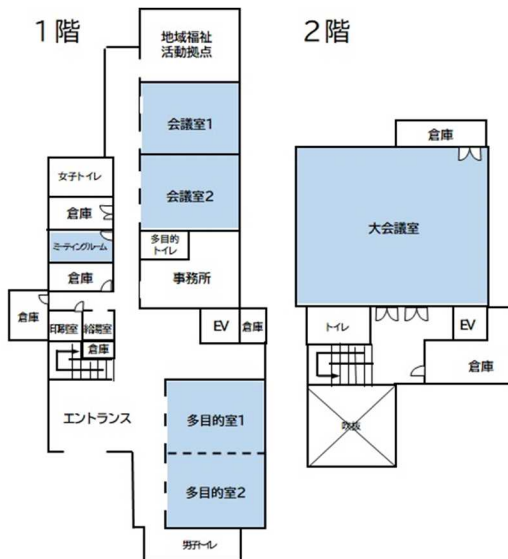 1階
2階
地域福祉
活動拠点
会議室1
会議室2
女子トイレ
倉庫
ミーティングルーム
倉庫
多目的
トイレ
事務所
倉庫
印刷室
給湯室
倉庫
EV
倉庫
エントランス
多目的室1
多目的室2
男子トイレ
倉庫
大会議室
トイレ
EV
倉庫
吹抜